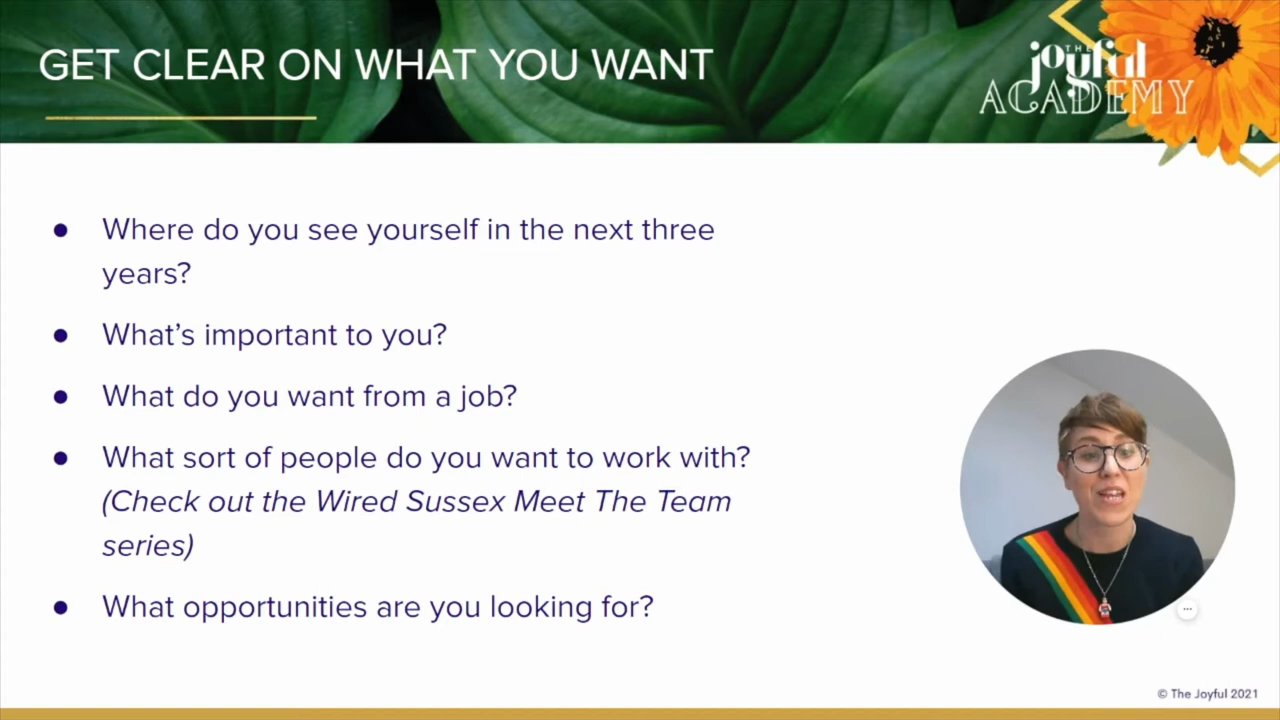 GET CLEAR ON WHAT YOU WANT
THE
joyful
ACADEMY
● Where do you see yourself in the next three
years?
● What’s important to you?
● What do you want from a job?
● What sort of people do you want to work with?
(Check out the Wired Sussex Meet The Team
series)
● What opportunities are you looking for?
© The Joyful 2021